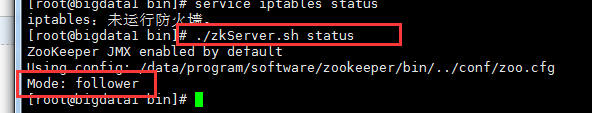 [root@bigdata1 bin]# service iptables status
iptables：未运行防火墙。
[root@bigdata1 bin]# ./zkServer.sh status
ZooKeeper JMX enabled by default
Using config: /data/program/software/zookeeper/bin/../conf/zoo.cfg
Mode: follower
[root@bigdata1 bin]#